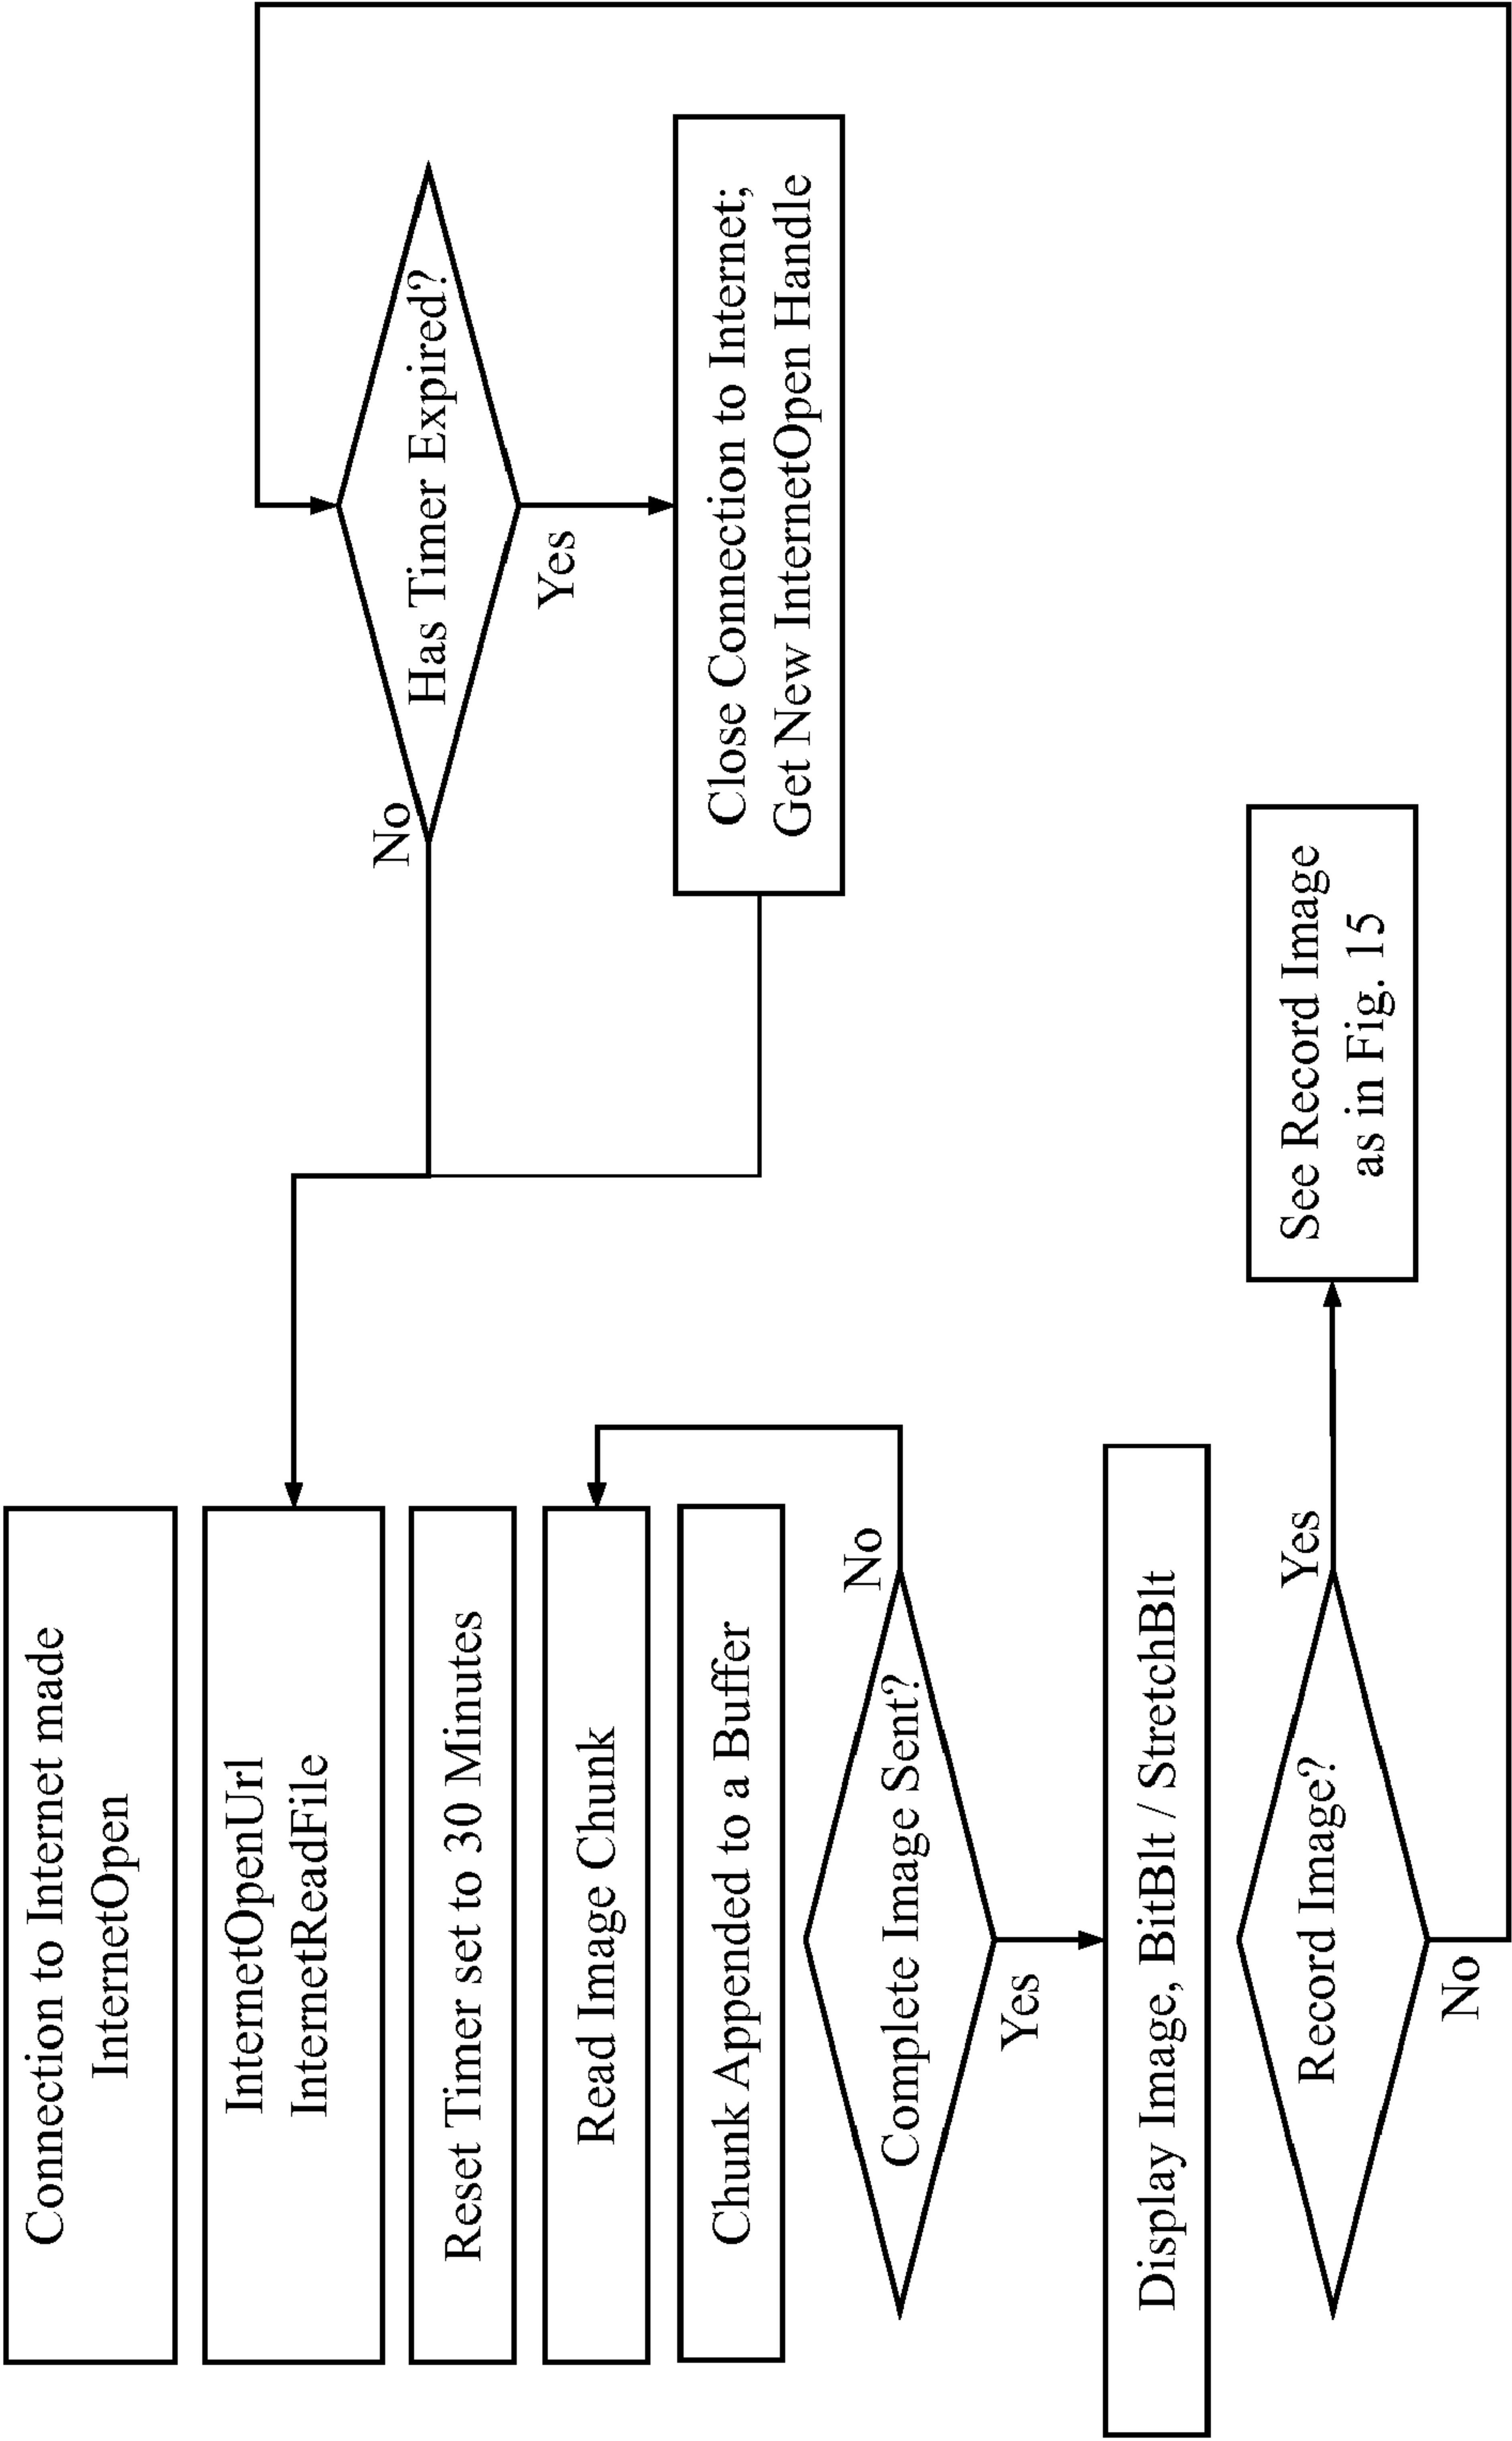 Connection to Internet made
InternetOpen
InternetOpenUrl
InternetReadFile
Reset Timer set to 30 Minutes
Read Image Chunk
Chunk Appended to a Buffer
Complete Image Sent?
No
Yes
Display Image, BitBlt / StretchBlt
Record Image?
Yes
No
See Record Image
as in Fig. 15
Has Timer Expired?
No
Yes
Close Connection to Internet;
Get New InternetOpen Handle